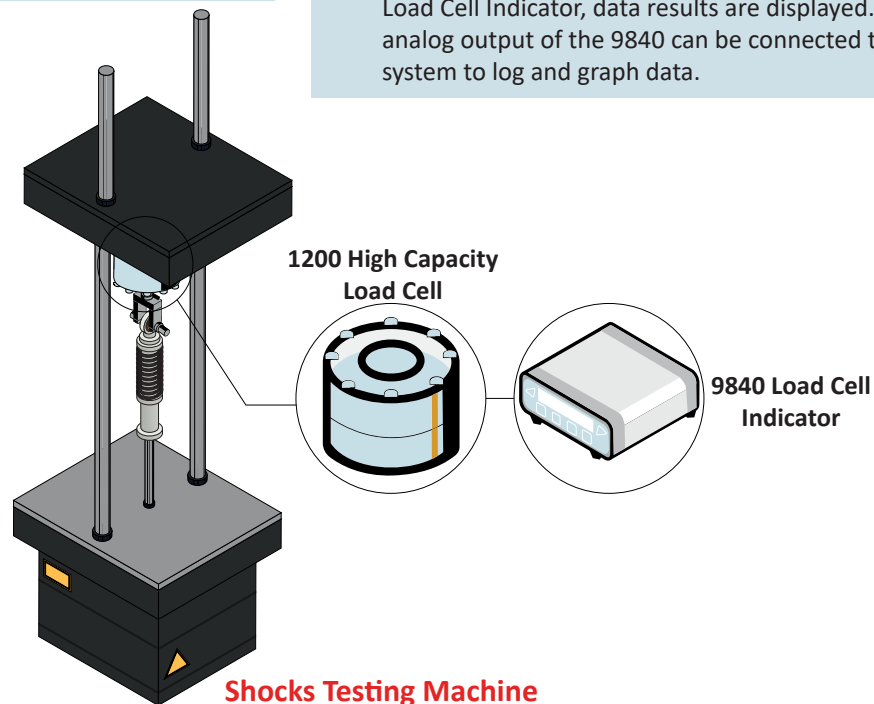 Load Cell Indicator, data results are displayed.
analog output of the 9840 can be connected
system to log and graph data.
1200 High Capacity
Load Cell
9840 Load Cell
Indicator
Shocks Testing Machine